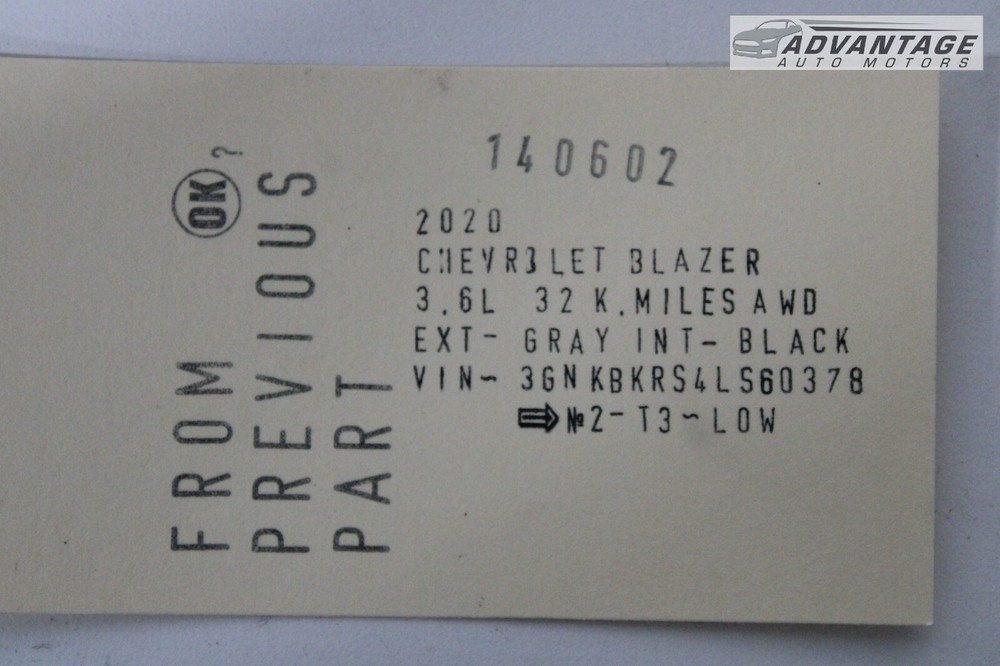 ADVANTAGE
AUTO MOTORS
140602
2020
CHEVROLET BLAZER
3.6L 32 K.MILES AWD
EXT- GRAY INT- BLACK
VIN~ 3GNKBKRS4LS60378
№2-T3~LOW
OK ?
FROM
PREVIOUS
PART